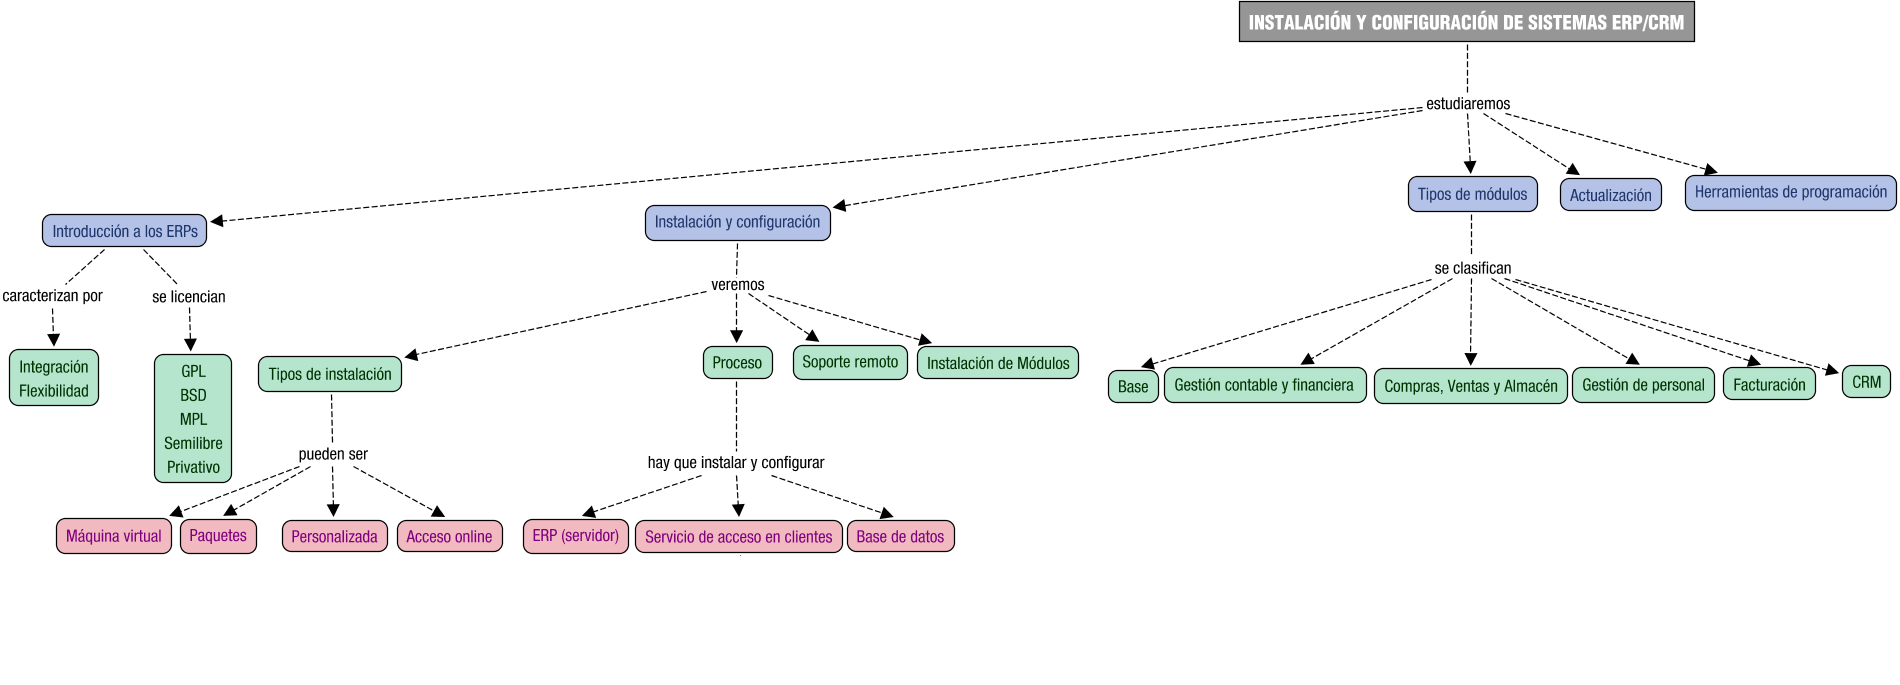 INSTALACIÓN Y CONFIGURACIÓN DE SISTEMAS ERP/CRM
estudiaremos
Introducción a los ERPs
Instalación y configuración
Tipos de módulos
Actualización
Herramientas de programación
caracterizan por
se licencian
veremos
se clasifican
Integración
Flexibilidad
GPL
BSD
MPL
Semilibre
Privativo
Tipos de instalación
Proceso
Soporte remoto
Instalación de Módulos
Base
Gestión contable y financiera
Compras, Ventas y Almacén
Gestión de personal
Facturación
CRM
pueden ser
hay que instalar y configurar
Máquina virtual
Paquetes
Personalizada
Acceso online
ERP (servidor)
Servicio de acceso en clientes
Base de datos